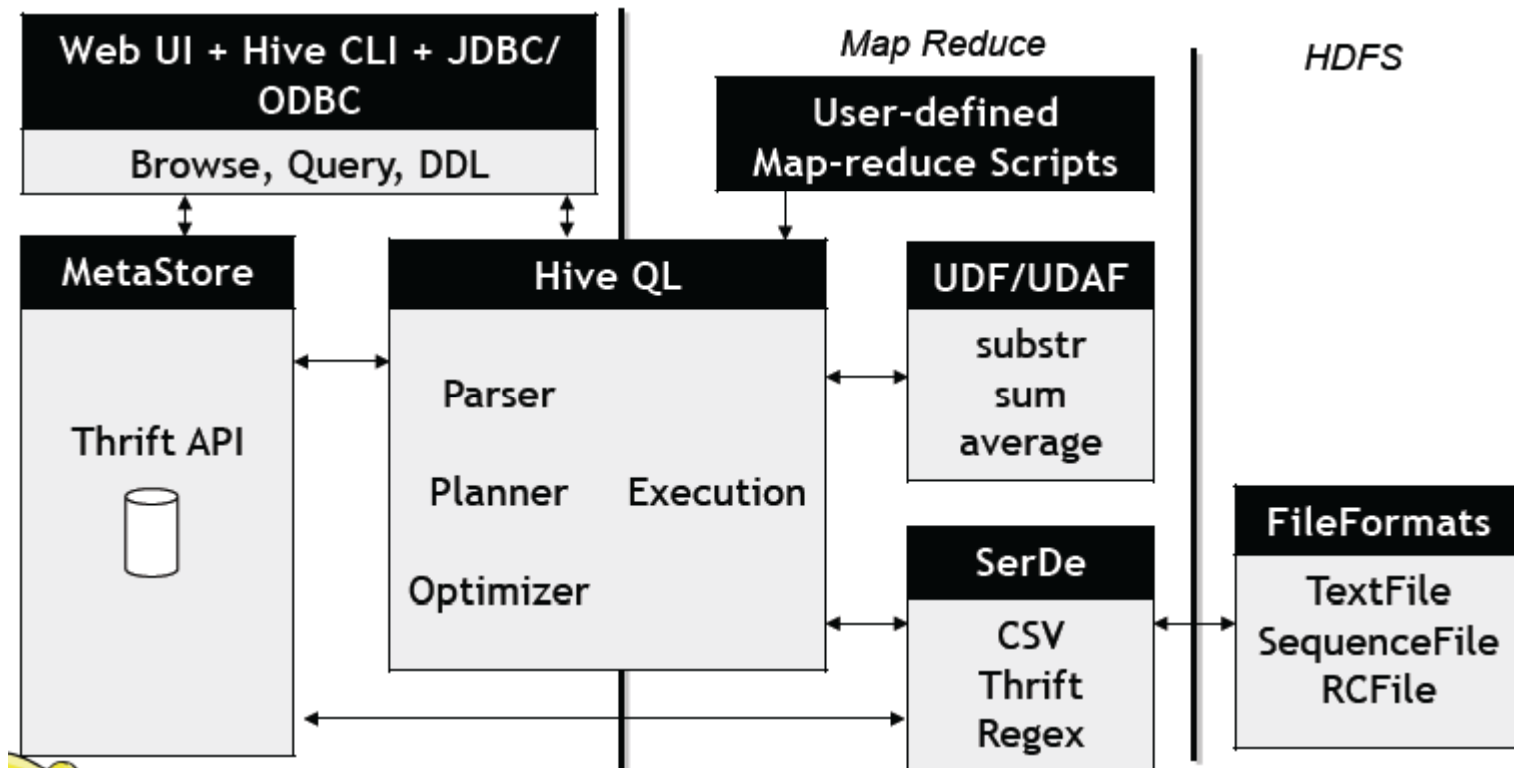 Web UI + Hive CLI + JDBC/
ODBC
Browse, Query, DDL
Map Reduce
User-defined
Map-reduce Scripts
HDFS
MetaStore
Thrift API
Hive QL
Parser
Planner
Execution
Optimizer
UDF/UDAF
substr
sum
average
SerDe
CSV
Thrift
Regex
FileFormats
TextFile
SequenceFile
RCFile